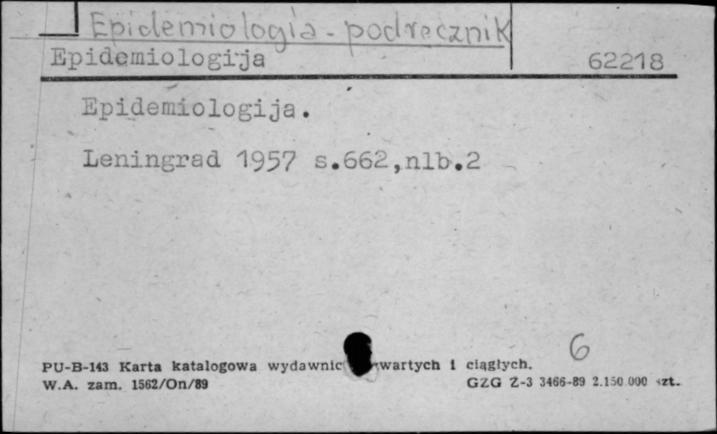 Epidemiologia - podręcznik
Epidemiologija 62218
Epidemiologija.
Leningrad 1957 s.662,nlb.2
6
PU-B-143 Karta katalogowa wydawnic wartych i ciągłych.
W.A. zam. 1562/On/89 GZG Z-3 3466-89 2.150 000 szt.